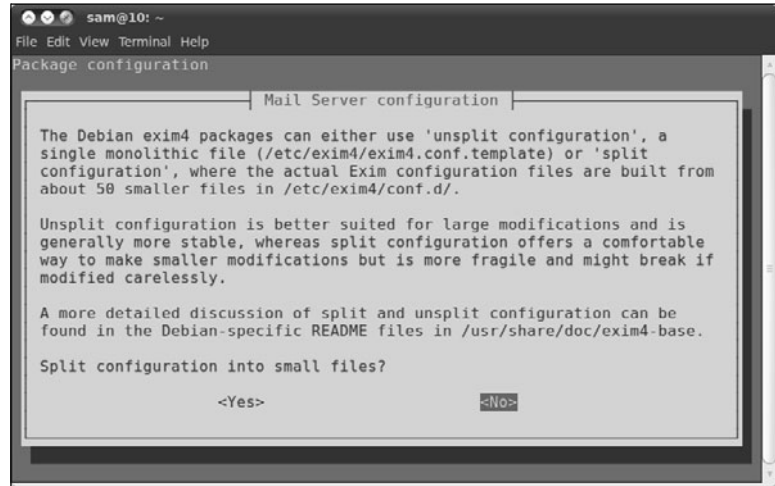 sam@10: ~
File Edit View Terminal Help
Package configuration
Mail Server configuration
The Debian exim4 packages can either use 'unsplit configuration', a
single monolithic file (/etc/exim4/exim4.conf.template) or 'split
configuration', where the actual Exim configuration files are built from
about 50 smaller files in /etc/exim4/conf.d/.
Unsplit configuration is better suited for large modifications and is
generally more stable, whereas split configuration offers a comfortable
way to make smaller modifications but is more fragile and might break if
modified carelessly.
A more detailed discussion of split and unsplit configuration can be
found in the Debian-specific README files in /usr/share/doc/exim4-base.
Split configuration into small files?
<Yes> <No>